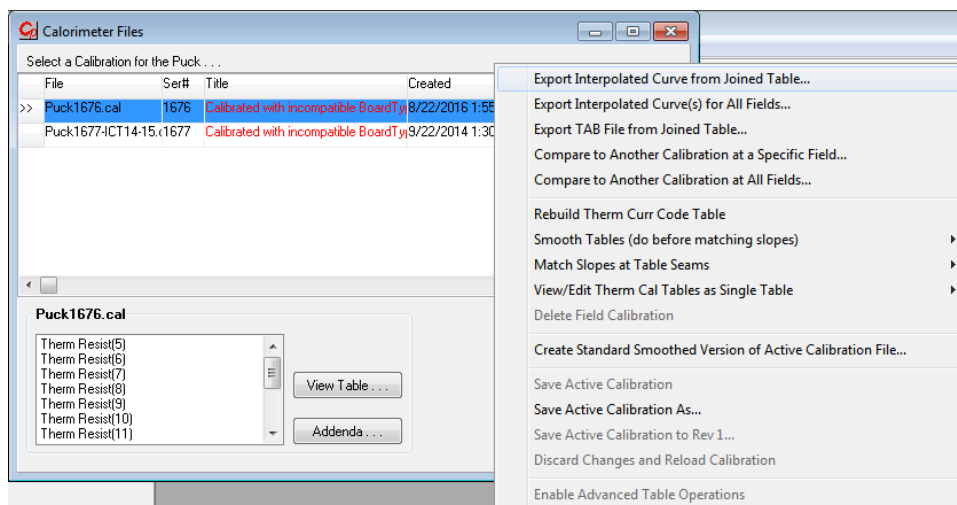 Calorimeter Files
Select a Calibration for the Puck . . .
File Ser# Title Created
>> Puck1676.cal 1676 Calibrated with incompatible BoardTy 8/22/2016 1:55
Puck1677-ICT14-15.c 1677 Calibrated with incompatible BoardTy 9/22/2014 1:30
Puck1676.cal
Therm Resist(5)
Therm Resist(6)
Therm Resist(7)
Therm Resist(8)
Therm Resist(9)
Therm Resist(10)
Therm Resist(11)
View Table . . .
Addenda . . .
Export Interpolated Curve from Joined Table...
Export Interpolated Curve(s) for All Fields...
Export TAB File from Joined Table...
Compare to Another Calibration at a Specific Field...
Compare to Another Calibration at All Fields...
Rebuild Therm Curr Code Table
Smooth Tables (do before matching slopes)
Match Slopes at Table Seams
View/Edit Therm Cal Tables as Single Table
Delete Field Calibration
Create Standard Smoothed Version of Active Calibration File...
Save Active Calibration
Save Active Calibration As...
Save Active Calibration to Rev 1...
Discard Changes and Reload Calibration
Enable Advanced Table Operations